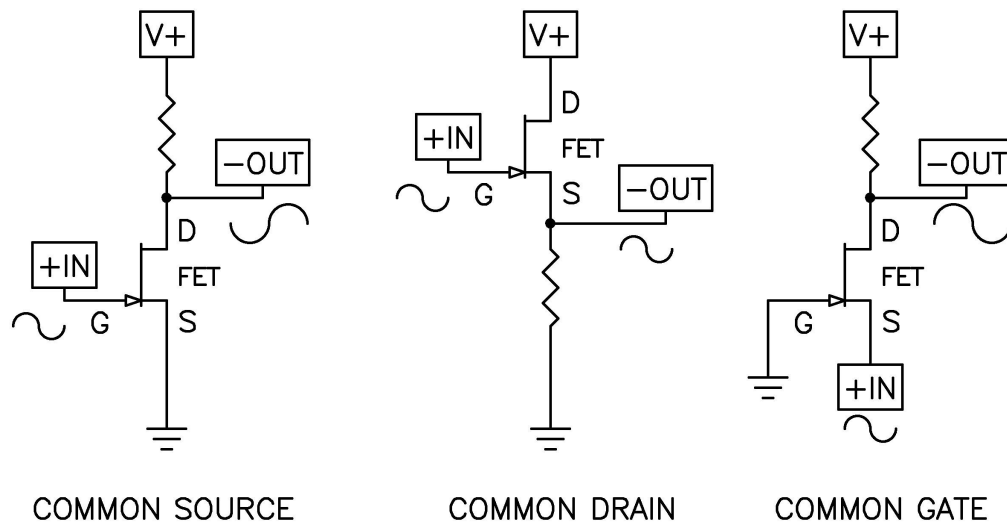 V+
-OUT
D
+IN
FET
G
S
COMMON SOURCE
V+
D
+IN
FET
G
S
-OUT
COMMON DRAIN
V+
-OUT
D
FET
G
S
+IN
COMMON GATE